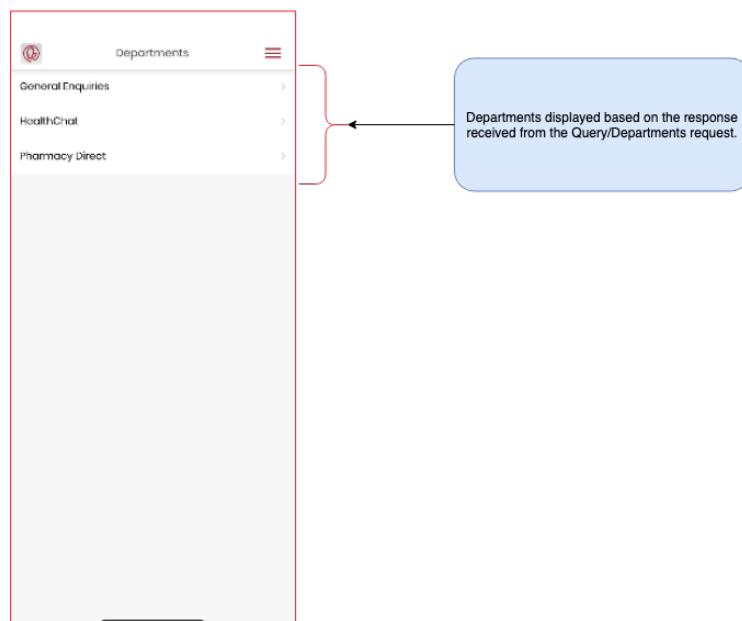 Departments
General Enquiries
HealthChat
Pharmacy Direct
Departments displayed based on the response
received from the Query/Departments request.